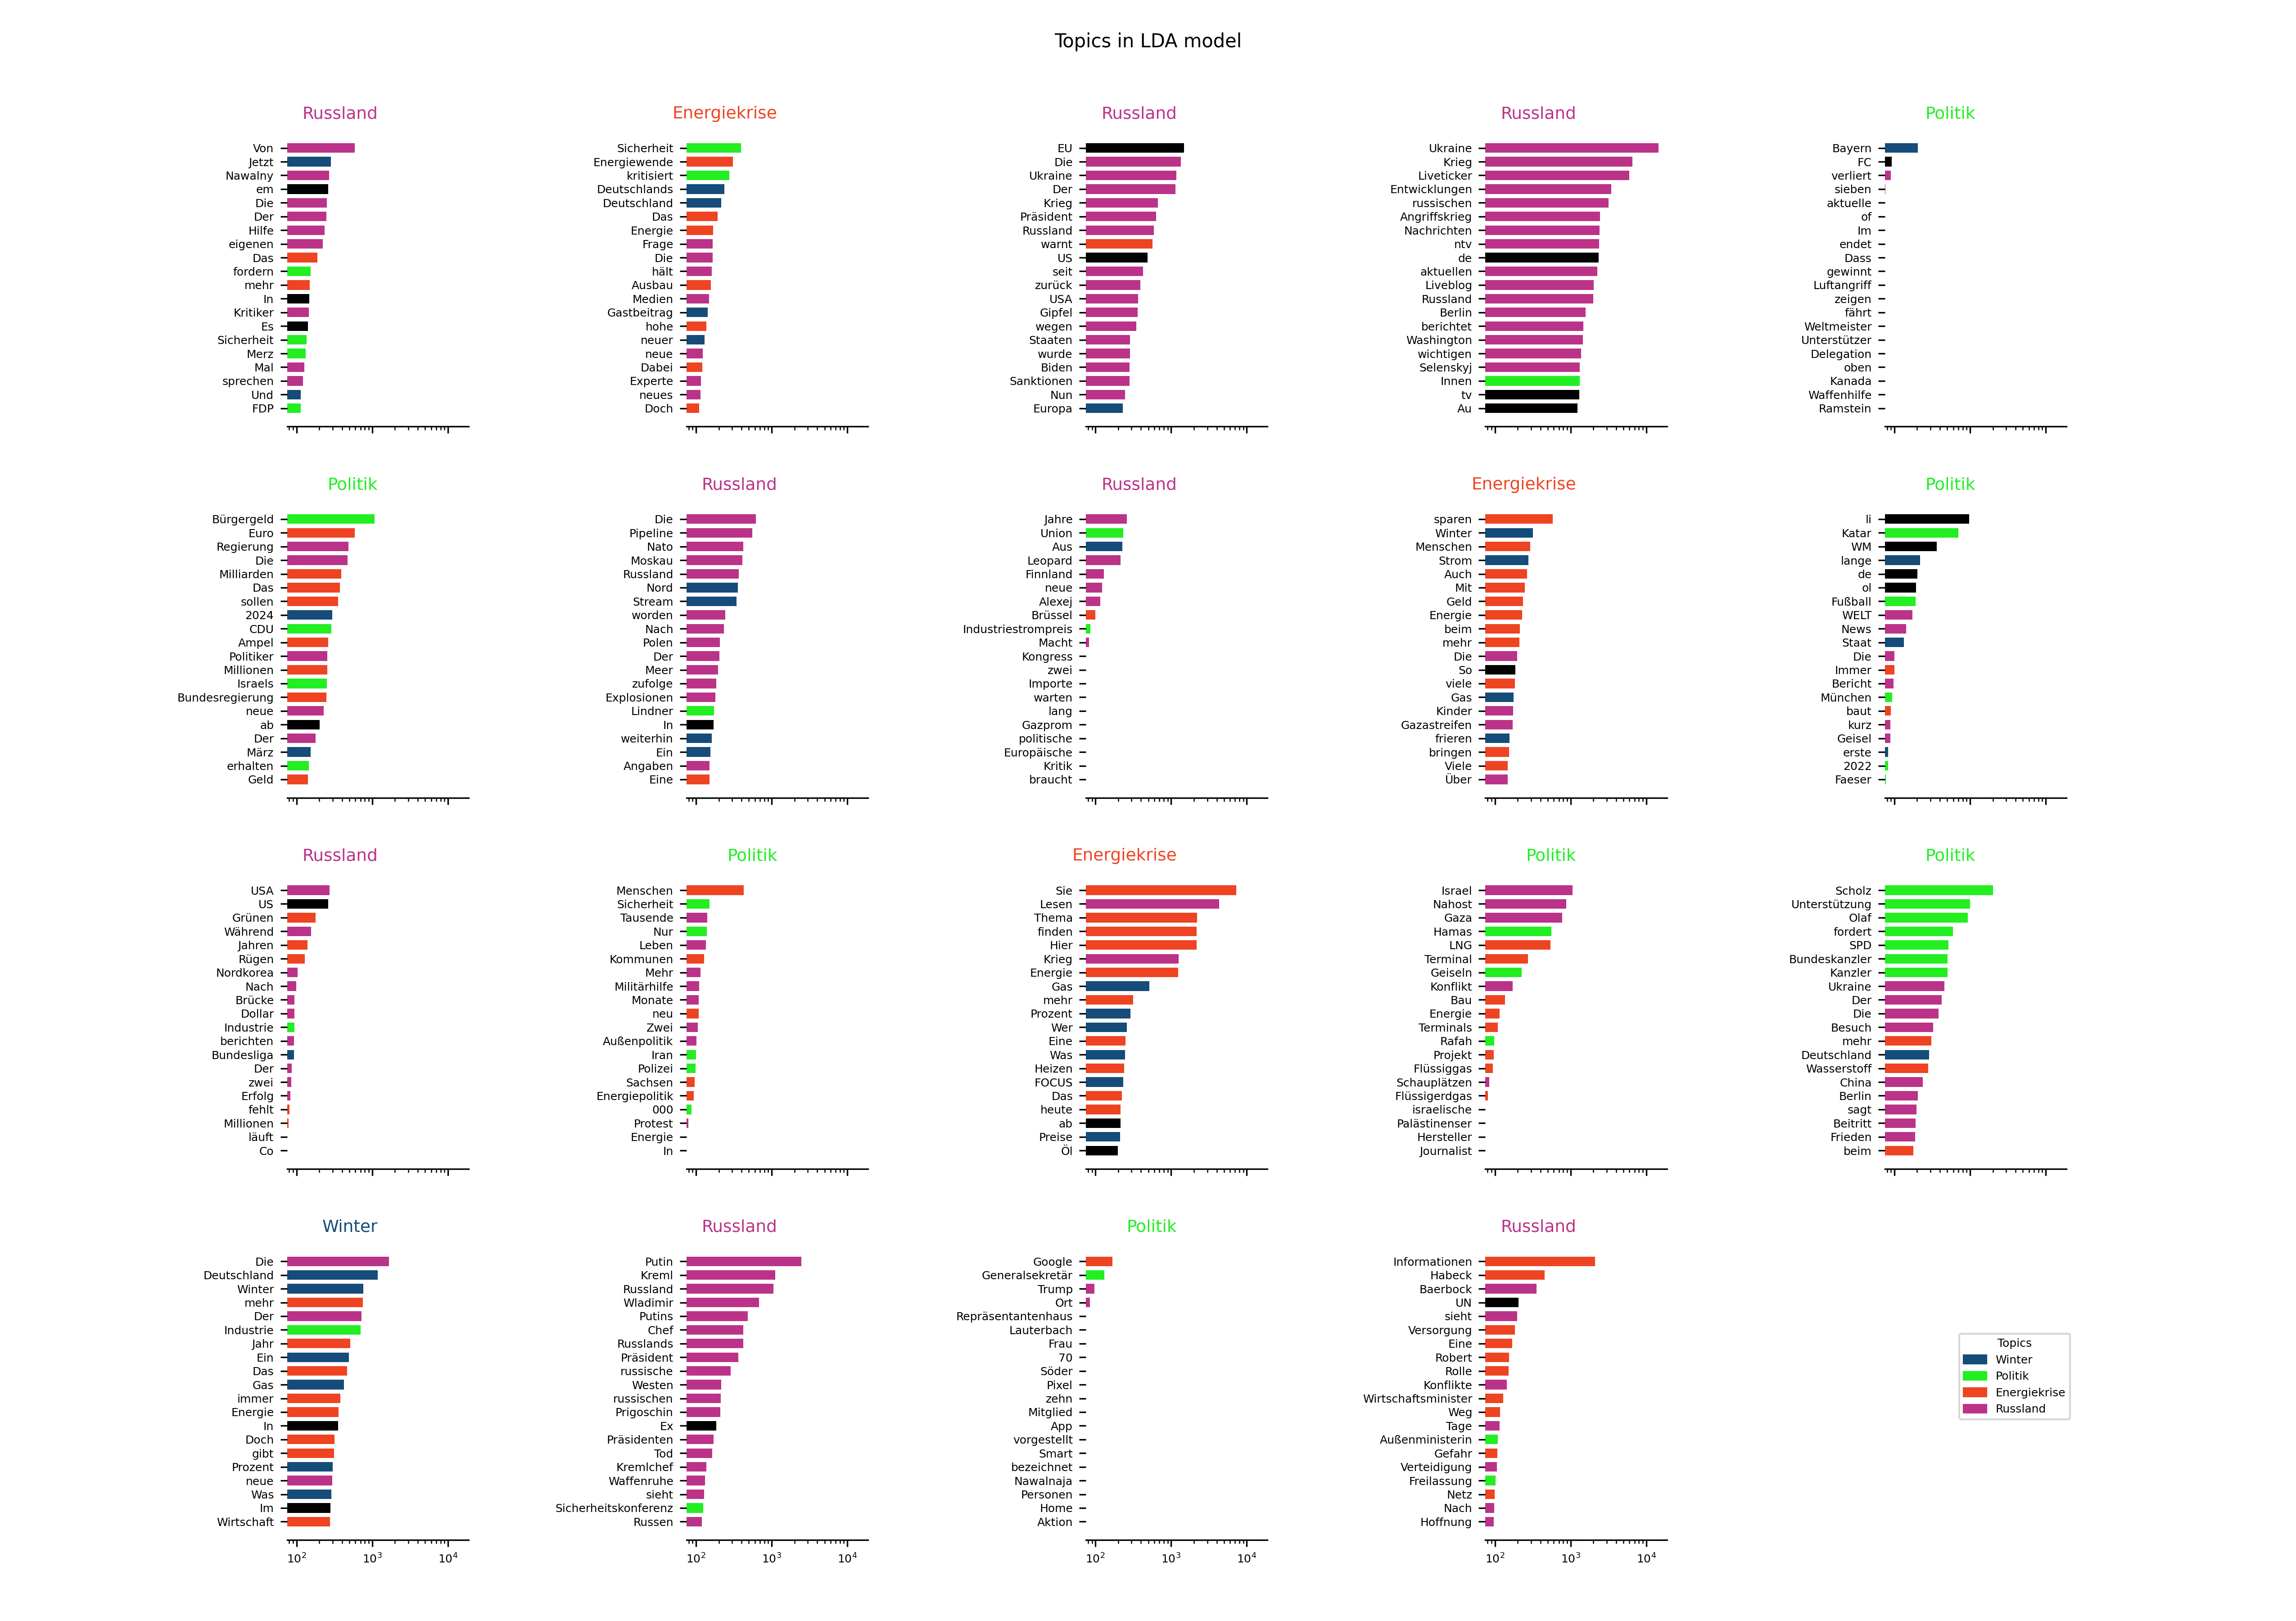 Topics in LDA model
Russland
Von
Jetzt
Nawalny
em
Die
Der
Hilfe
eigenen
Das
fordern
mehr
In
Kritiker
Es
Sicherheit
Merz
Mal
sprechen
Und
FDP
Energiekrise
Sicherheit
Energiewende
kritisiert
Deutschlands
Deutschland
Das
Energie
Frage
Die
hält
Ausbau
Medien
Gastbeitrag
hohe
neuer
neue
Dabei
Experte
neues
Doch
Russland
EU
Die
Ukraine
Der
Krieg
Präsident
Russland
warnt
US
seit
zurück
USA
Gipfel
wegen
Staaten
wurde
Biden
Sanktionen
Nun
Europa
Russland
Ukraine
Krieg
Liveticker
Entwicklungen
russischen
Angriffskrieg
Nachrichten
ntv
de
aktuellen
Liveblog
Russland
Berlin
berichtet
Washington
wichtigen
Selenskyj
Innen
tv
Au
Politik
Bayern
FC
verliert
sieben
aktuelle
of
Im
endet
Dass
gewinnt
Luftangriff
zeigen
fährt
Weltmeister
Unterstützer
Delegation
oben
Kanada
Waffenhilfe
Ramstein
Politik
Bürgergeld
Euro
Regierung
Die
Milliarden
Das
sollen
2024
CDU
Ampel
Politiker
Millionen
Israels
Bundesregierung
neue
ab
Der
März
erhalten
Geld
Russland
Die
Pipeline
Nato
Moskau
Russland
Nord
Stream
worden
Nach
Polen
Der
Meer
zufolge
Explosionen
Lindner
In
weiterhin
Ein
Angaben
Eine
Russland
Jahre
Union
Aus
Leopard
Finnland
neue
Alexej
Brüssel
Industriestrompreis
Macht
Kongress
zwei
Importe
warten
lang
Gazprom
politische
Europäische
Kritik
braucht
Energiekrise
sparen
Winter
Menschen
Strom
Auch
Mit
Geld
Energie
beim
mehr
Die
So
viele
Gas
Kinder
Gazastreifen
frieren
bringen
Viele
Über
Politik
li
Katar
WM
lange
de
ol
Fußball
WELT
News
Staat
Die
Immer
Bericht
München
baut
kurz
Geisel
erste
2022
Faeser
Russland
USA
US
Grünen
Während
Jahren
Rügen
Nordkorea
Nach
Brücke
Dollar
Industrie
berichten
Bundesliga
Der
zwei
Erfolg
fehlt
Millionen
läuft
Co
Politik
Menschen
Sicherheit
Tausende
Nur
Leben
Kommunen
Mehr
Militärhilfe
Monate
neu
Zwei
Außenpolitik
Iran
Polizei
Sachsen
Energiepolitik
000
Protest
Energie
In
Energiekrise
Sie
Lesen
Thema
finden
Hier
Krieg
Energie
Gas
mehr
Prozent
Wer
Eine
Was
Heizen
FOCUS
Das
heute
ab
Preise
Öl
Politik
Israel
Nahost
Gaza
Hamas
LNG
Terminal
Geiseln
Konflikt
Bau
Energie
Terminals
Rafah
Projekt
Flüssiggas
Schauplätzen
Flüssigerdgas
israelische
Palästinenser
Hersteller
Journalist
Politik
Scholz
Unterstützung
Olaf
fordert
SPD
Bundeskanzler
Kanzler
Ukraine
Der
Die
Besuch
mehr
Deutschland
Wasserstoff
China
Berlin
sagt
Beitritt
Frieden
beim
Winter
Die
Deutschland
Winter
mehr
Der
Industrie
Jahr
Ein
Das
Gas
immer
Energie
In
Doch
gibt
Prozent
neue
Was
Im
Wirtschaft
10² 10³ 10⁴
Russland
Putin
Kreml
Russland
Wladimir
Putins
Chef
Russlands
Präsident
russische
Westen
russischen
Prigoschin
Ex
Präsidenten
Tod
Kremlchef
Waffenruhe
sieht
Sicherheitskonferenz
Russen
10² 10³ 10⁴
Politik
Google
Generalsekretär
Trump
Ort
Repräsentantenhaus
Lauterbach
Frau
70
Söder
Pixel
zehn
Mitglied
App
vorgestellt
Smart
bezeichnet
Nawalnaja
Personen
Home
Aktion
10² 10³ 10⁴
Russland
Informationen
Habeck
Baerbock
UN
sieht
Versorgung
Eine
Robert
Rolle
Konflikte
Wirtschaftsminister
Weg
Tage
Außenministerin
Gefahr
Verteidigung
Freilassung
Netz
Nach
Hoffnung
10² 10³ 10⁴
Topics
Winter
Politik
Energiekrise
Russland